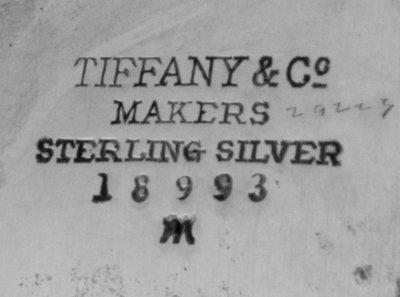 TIFFANY & Cº
MAKERS
STERLING SILVER
18993
m